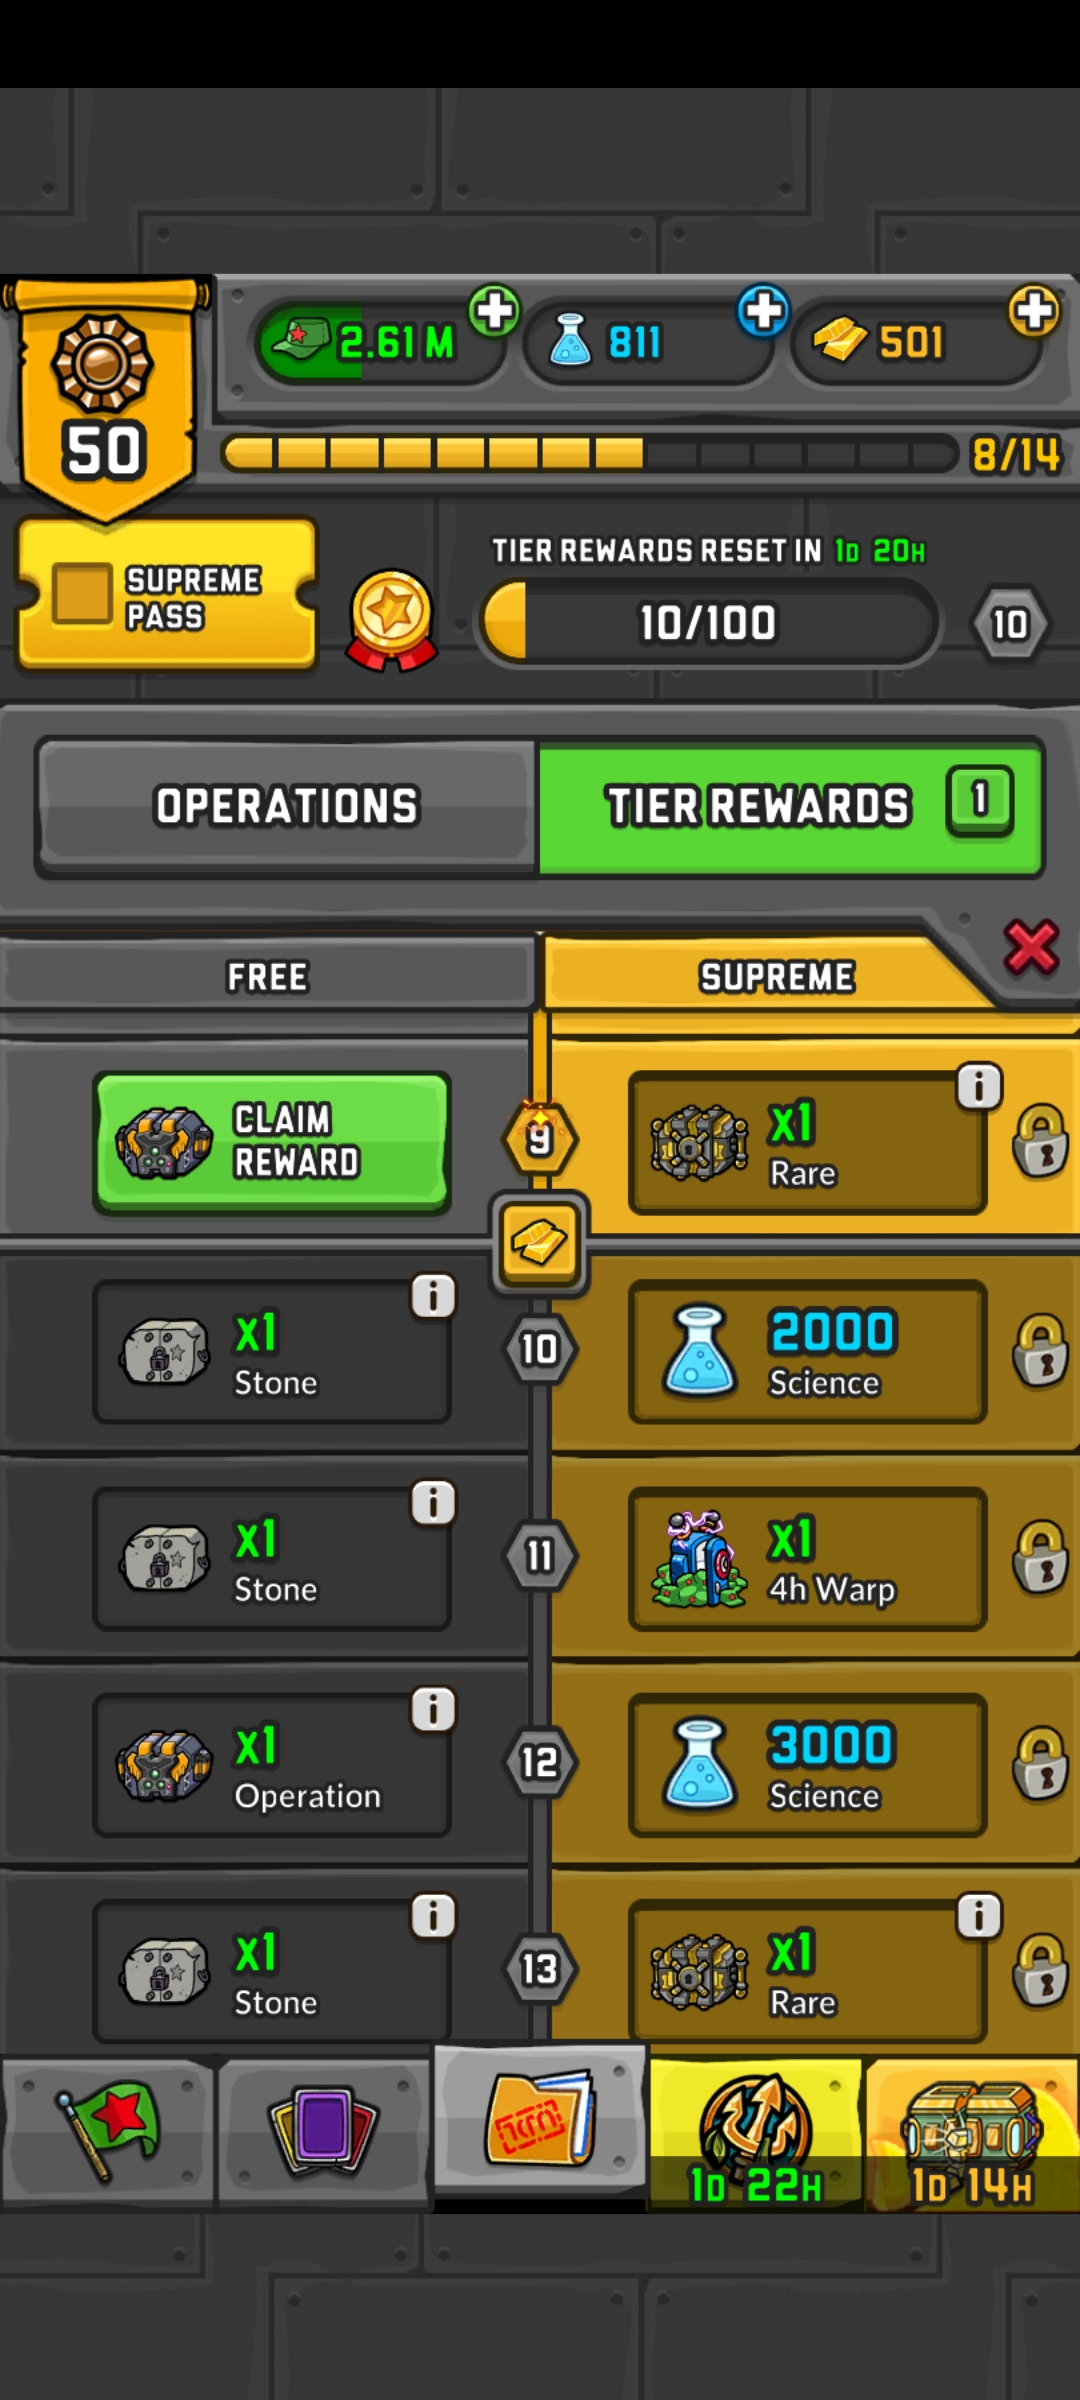 2.61 M
811
501
50
8/14
SUPREME
PASS
TIER REWARDS RESET IN 1D 20H
10/100
10
OPERATIONS
TIER REWARDS
1
FREE
SUPREME
CLAIM
REWARD
9
X1
Rare
i
X1
Stone
i
10
2000
Science
X1
Stone
i
11
X1
4h Warp
X1
Operation
i
12
3000
Science
X1
Stone
i
13
X1
Rare
i
1D 22H
1D 14H